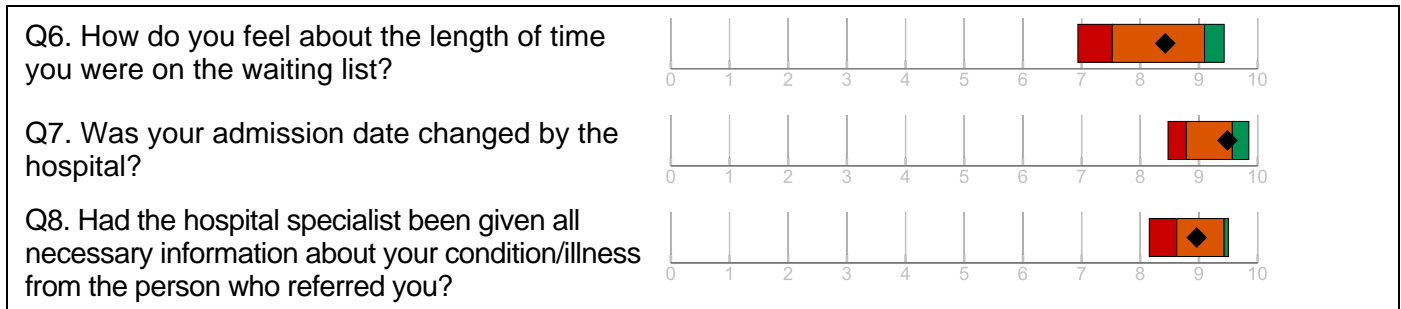 Q6. How do you feel about the length of time
you were on the waiting list?
0 1 2 3 4 5 6 7 8 9 10
Q7. Was your admission date changed by the
hospital?
0 1 2 3 4 5 6 7 8 9 10
Q8. Had the hospital specialist been given all
necessary information about your condition/illness
from the person who referred you?
0 1 2 3 4 5 6 7 8 9 10